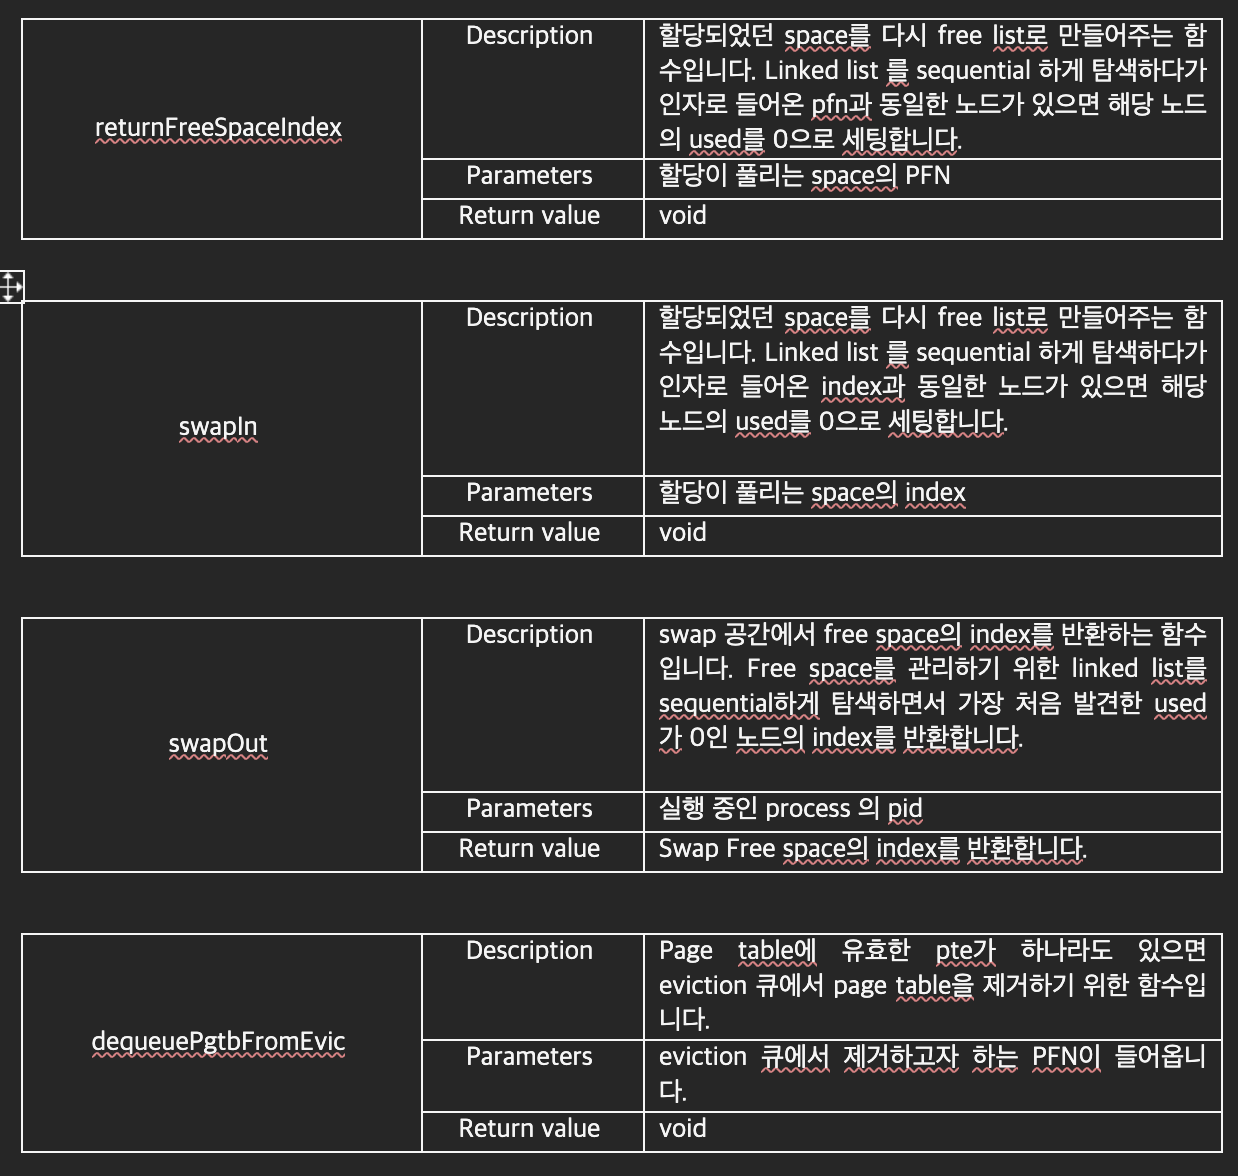 returnFreeSpaceIndex
Description
할당되었던 space를 다시 free list로 만들어주는 함
수입니다. Linked list 를 sequential 하게 탐색하다가
인자로 들어온 pfn과 동일한 노드가 있으면 해당 노드
의 used를 0으로 세팅합니다.
Parameters
할당이 풀리는 space의 PFN
Return value
void
swapIn
Description
할당되었던 space를 다시 free list로 만들어주는 함
수입니다. Linked list 를 sequential 하게 탐색하다가
인자로 들어온 index과 동일한 노드가 있으면 해당
노드의 used를 0으로 세팅합니다.
Parameters
할당이 풀리는 space의 index
Return value
void
swapOut
Description
swap 공간에서 free space의 index를 반환하는 함수
입니다. Free space를 관리하기 위한 linked list를
sequential하게 탐색하면서 가장 처음 발견한 used
가 0인 노드의 index를 반환합니다.
Parameters
실행 중인 process 의 pid
Return value
Swap Free space의 index를 반환합니다.
dequeuePgtbFromEvic
Description
Page table에 유효한 pte가 하나라도 있으면
eviction 큐에서 page table을 제거하기 위한 함수입
니다.
Parameters
eviction 큐에서 제거하고자 하는 PFN이 들어옵니
다.
Return value
void